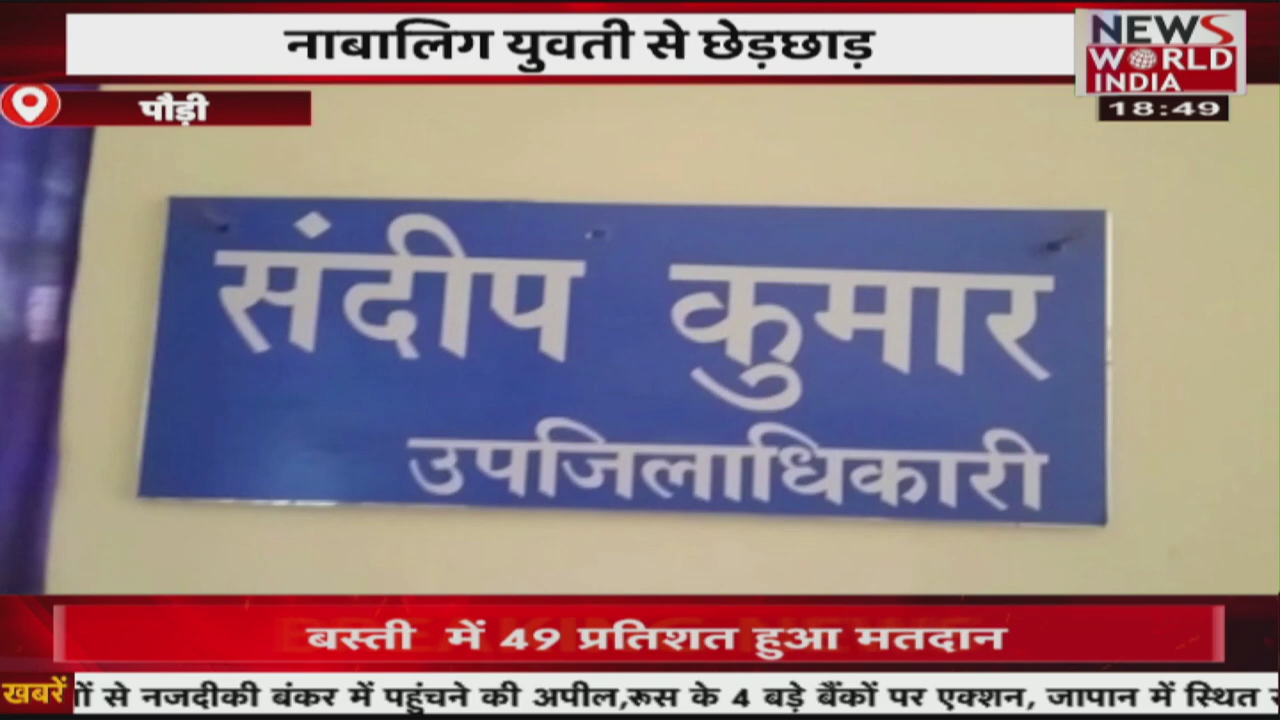 नाबालिग युवती से छेड़छाड़
NEWS
WORLD
INDIA
18:49
पौड़ी
संदीप कुमार
उपजिलाधिकारी
बस्ती में 49 प्रतिशत हुआ मतदान
खबरें
से नजदीकी बंकर में पहुंचने की अपील,रूस के 4 बड़े बैंकों पर एक्शन, जापान में स्थित